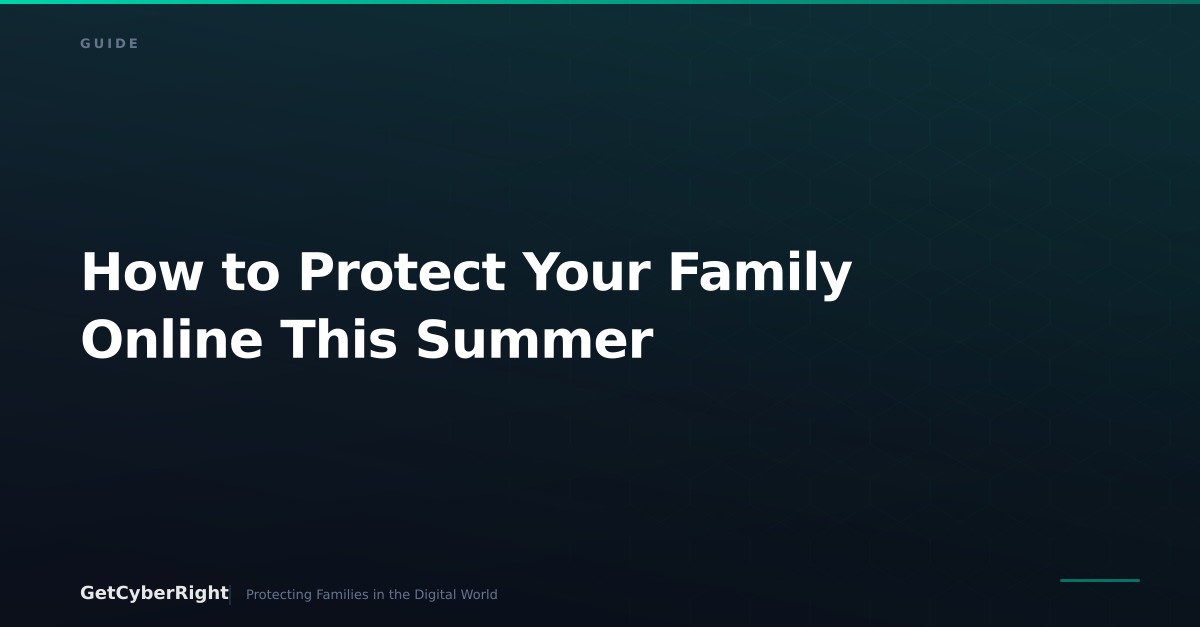 GUIDE
How to Protect Your Family
Online This Summer
GetCyberRight
Protecting Families in the Digital World